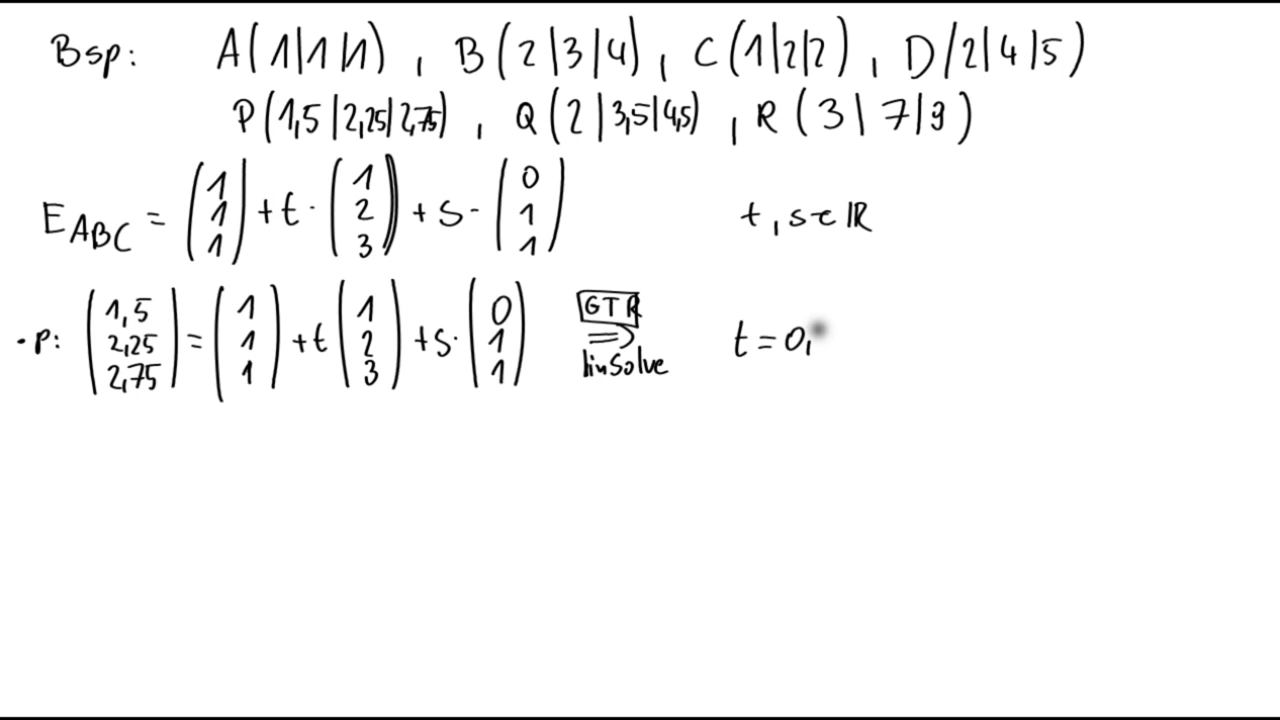 Bsp: A(1|1|1), B(2|3|4), C(1|2|2), D(2|4|5)
P(1,5|2,25|2,75), Q(2|3,5|4,5), R(3|7|9)
E_ABC = (1 1 1) + t · (1 2 3) + s · (0 1 1) t, s ∈ ℝ
· P: (1,5 2,25 2,75) = (1 1 1) + t (1 2 3) + s · (0 1 1) GTR ⇒ linSolve t = 0,